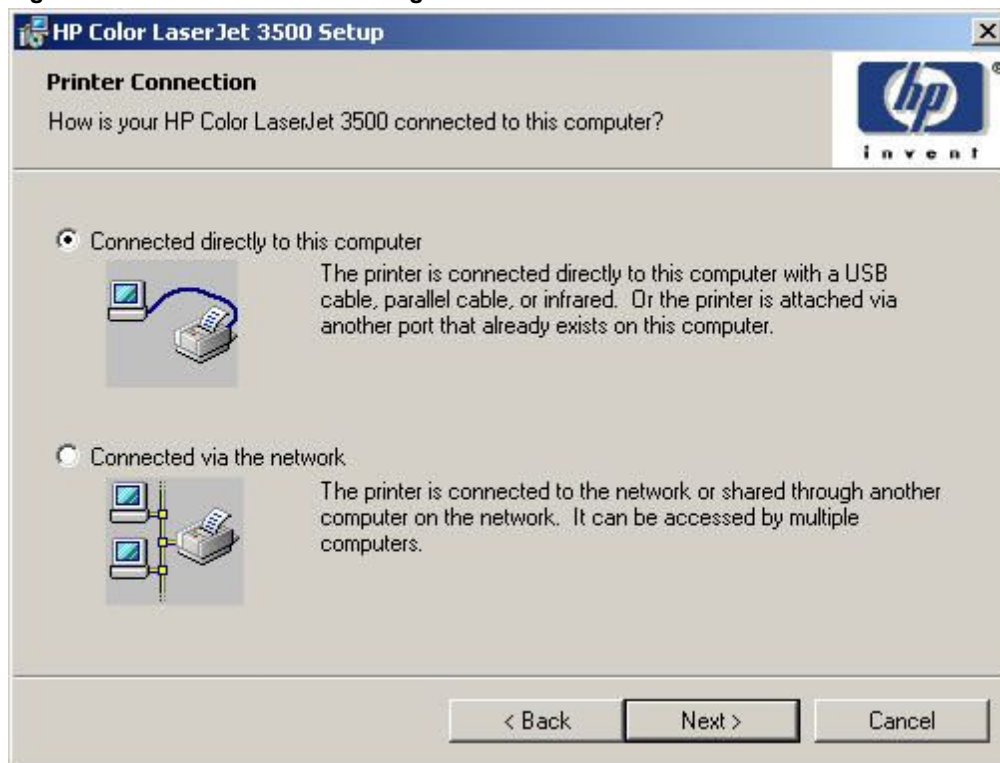 HP Color LaserJet 3500 Setup
Printer Connection
How is your HP Color LaserJet 3500 connected to this computer?
hp
®
invent
Connected directly to this computer
The printer is connected directly to this computer with a USB
cable, parallel cable, or infrared. Or the printer is attached via
another port that already exists on this computer.
Connected via the network
The printer is connected to the network or shared through another
computer on the network. It can be accessed by multiple
computers.
< Back
Next >
Cancel